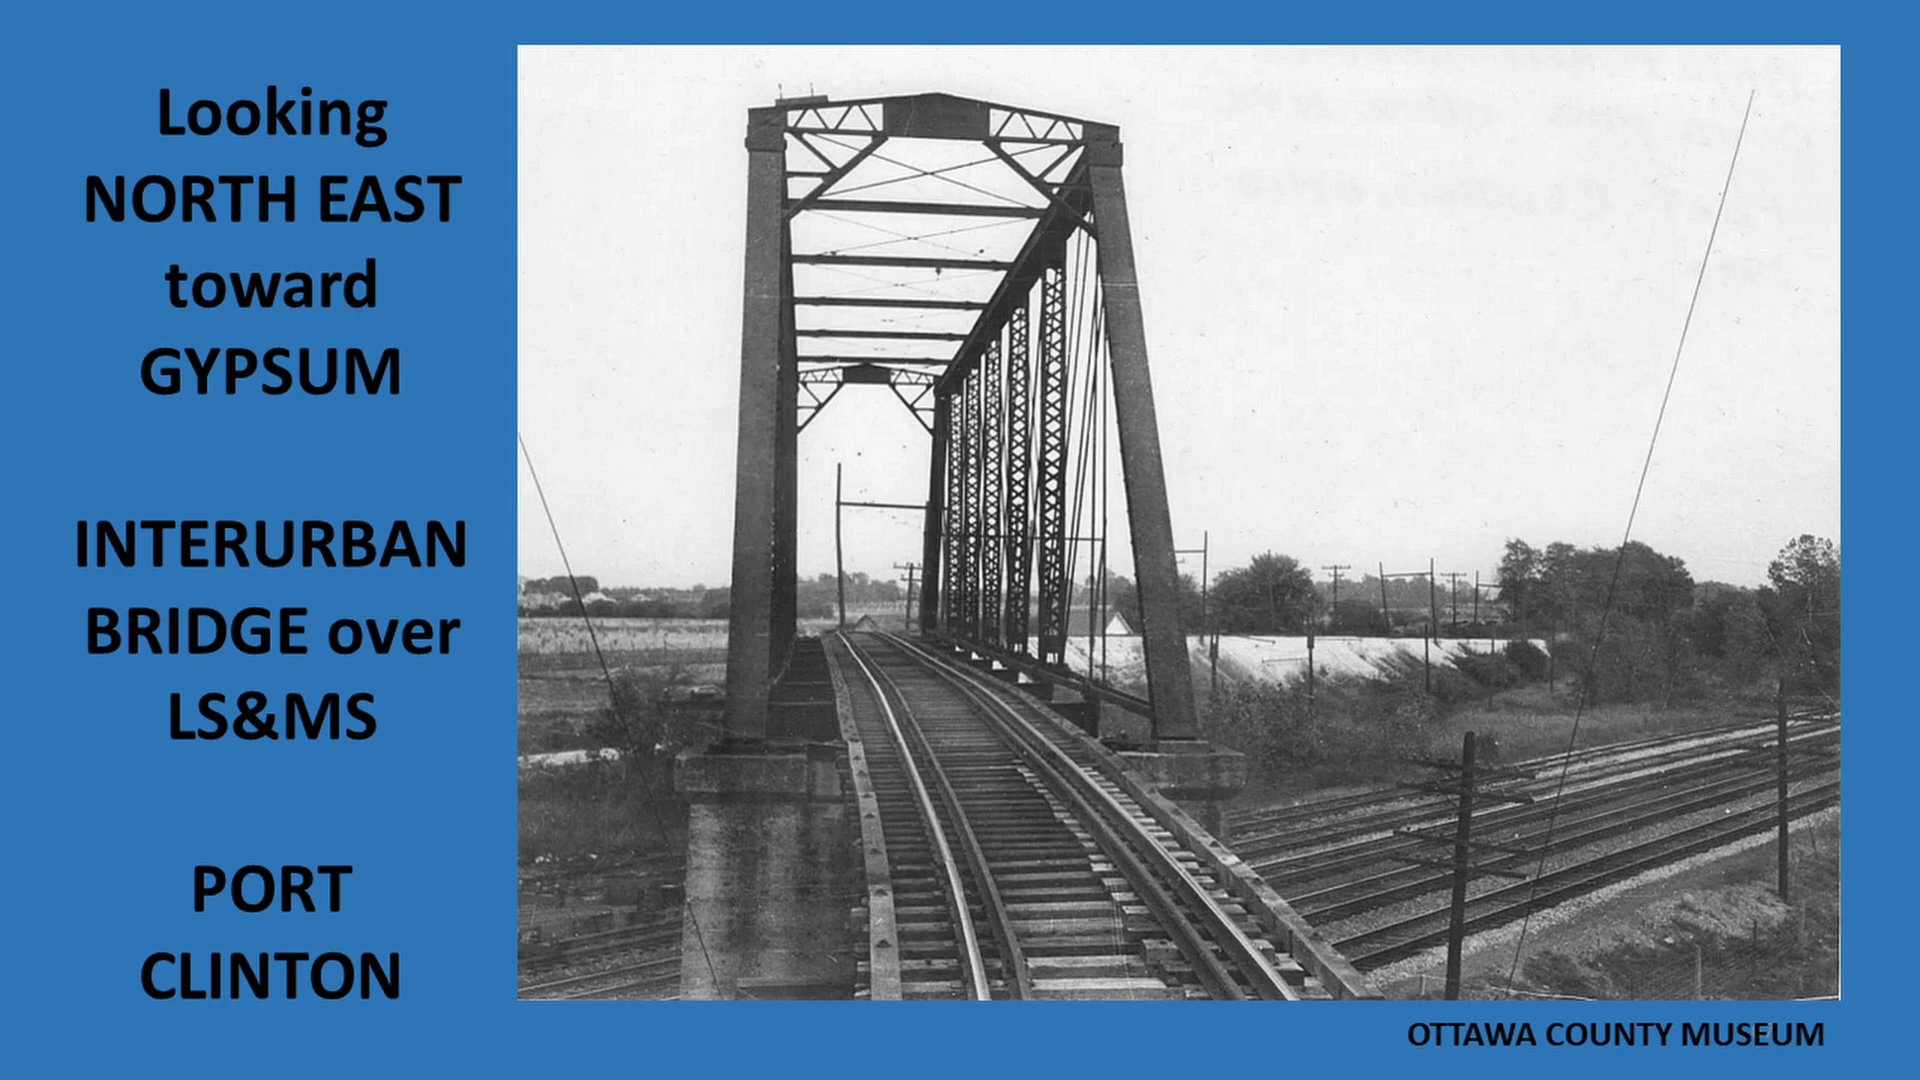 Looking
NORTH EAST
toward
GYPSUM
INTERURBAN
BRIDGE over
LS&MS
PORT
CLINTON
OTTAWA COUNTY MUSEUM